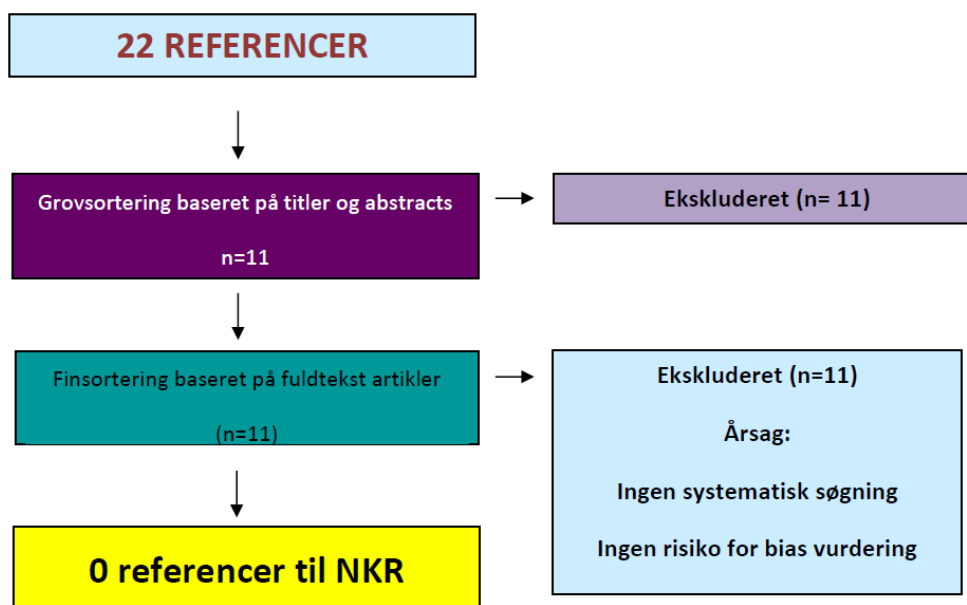 22 REFERENCER
Grovsortering baseret på titler og abstracts
n=11
Ekskluderet (n= 11)
Finsortering baseret på fuldtekst artikler
(n=11)
Ekskluderet (n=11)
Årsag:
Ingen systematisk søgning
Ingen risiko for bias vurdering
0 referencer til NKR